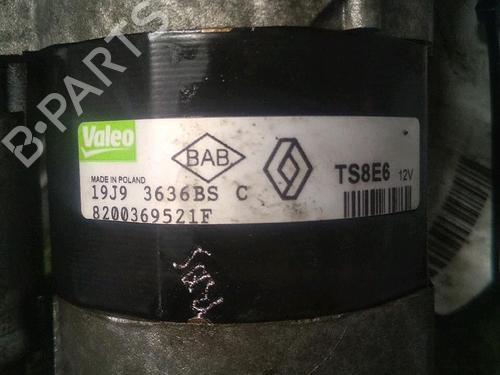 B-PARTS
Valeo
BAB
TS8E6 12V
MADE IN POLAND
19J9 3636BS C
8200369521F